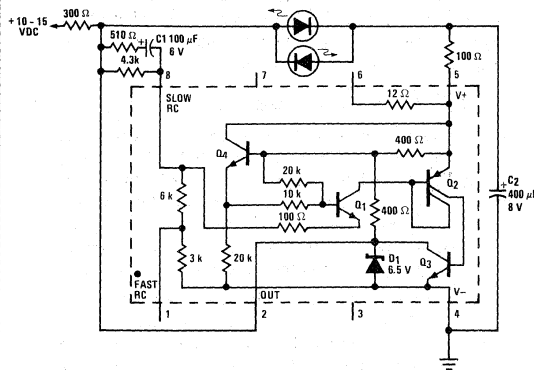 + 10 - 15
VDC
300 Ω
510 Ω
+
C1 100 µF
6 V
4.3k
8
7
6
5
100 Ω
V+
SLOW
RC
12 Ω
Q4
400 Ω
20 k
10 k
100 Ω
Q1
400 Ω
Q2
6 k
3 k
20 k
D1
6.5 V
Q3
+
C2
400 µF
8 V
FAST
RC
OUT
V−
1
2
3
4